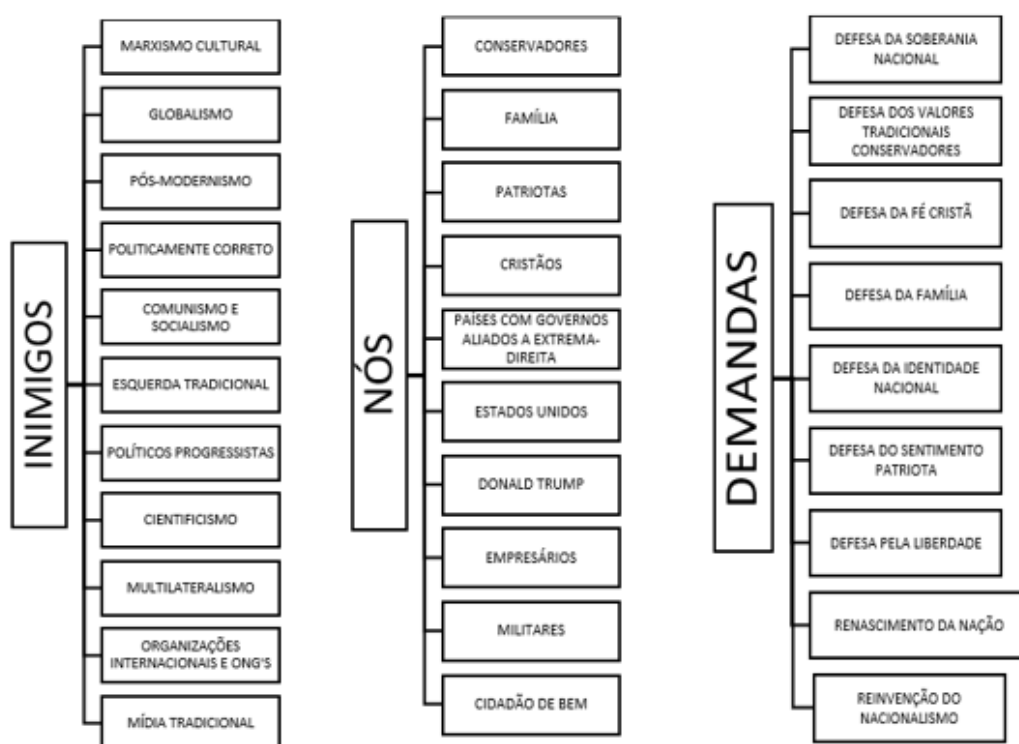 INIMIGOS
MARXISMO CULTURAL
GLOBALISMO
PÓS-MODERNISMO
POLITICAMENTE CORRETO
COMUNISMO E
SOCIALISMO
ESQUERDA TRADICIONAL
POLÍTICOS PROGRESSISTAS
CIENTIFICISMO
MULTILATERALISMO
ORGANIZAÇÕES
INTERNACIONAIS E ONG'S
MÍDIA TRADICIONAL
NÓS
CONSERVADORES
FAMÍLIA
PATRIOTAS
CRISTÃOS
PAÍSES COM GOVERNOS
ALIADOS A EXTREMA-
DIREITA
ESTADOS UNIDOS
DONALD TRUMP
EMPRESÁRIOS
MILITARES
CIDADÃO DE BEM
DEMANDAS
DEFESA DA SOBERANIA
NACIONAL
DEFESA DOS VALORES
TRADICIONAIS
CONSERVADORES
DEFESA DA FÉ CRISTÃ
DEFESA DA FAMÍLIA
DEFESA DA IDENTIDADE
NACIONAL
DEFESA DO SENTIMENTO
PATRIOTA
DEFESA PELA LIBERDADE
RENASCIMENTO DA NAÇÃO
REINVENÇÃO DO
NACIONALISMO